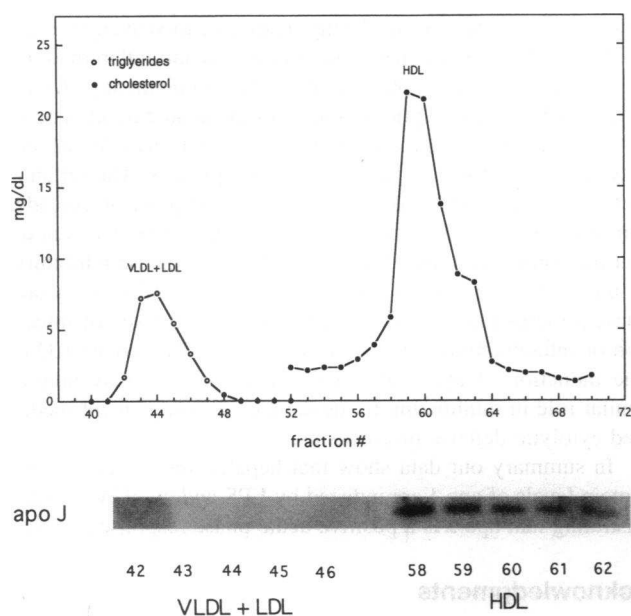 25
20
15
10
5
0
mg/dL
triglyerides
cholesterol
VLDL+LDL
HDL
40 44 48 52 56 60 64 68 72
fraction #
apo J
42 43 44 45 46 58 59 60 61 62
VLDL + LDL HDL